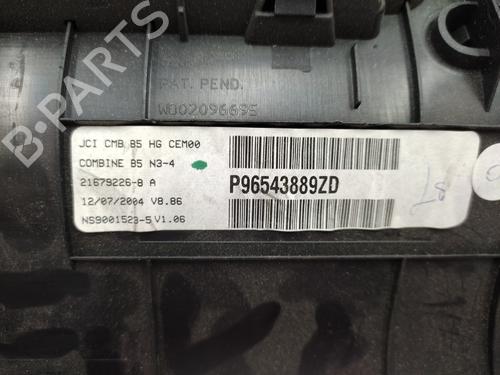 PAT. PEND.
WO02096695
JCI CMB B5 HG CEM00
COMBINE B5 N3-4
21679226-8 A
12/07/2004 V8.86
NS9001523-5 V1.06
P96543889ZD
B-PARTS